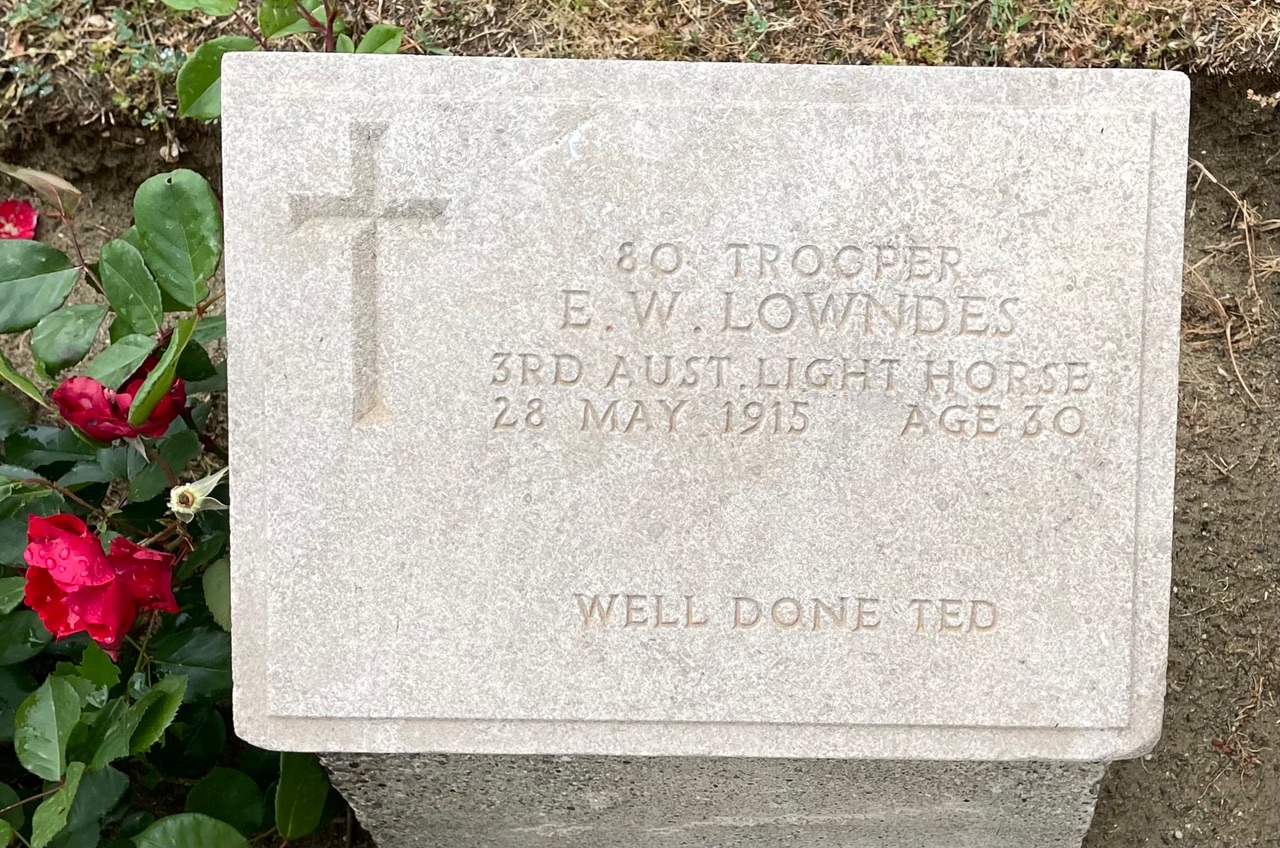 80 TROOPER
E. W. LOWNDES
3RD AUST. LIGHT HORSE
28 MAY 1915 AGE 30
WELL DONE TED